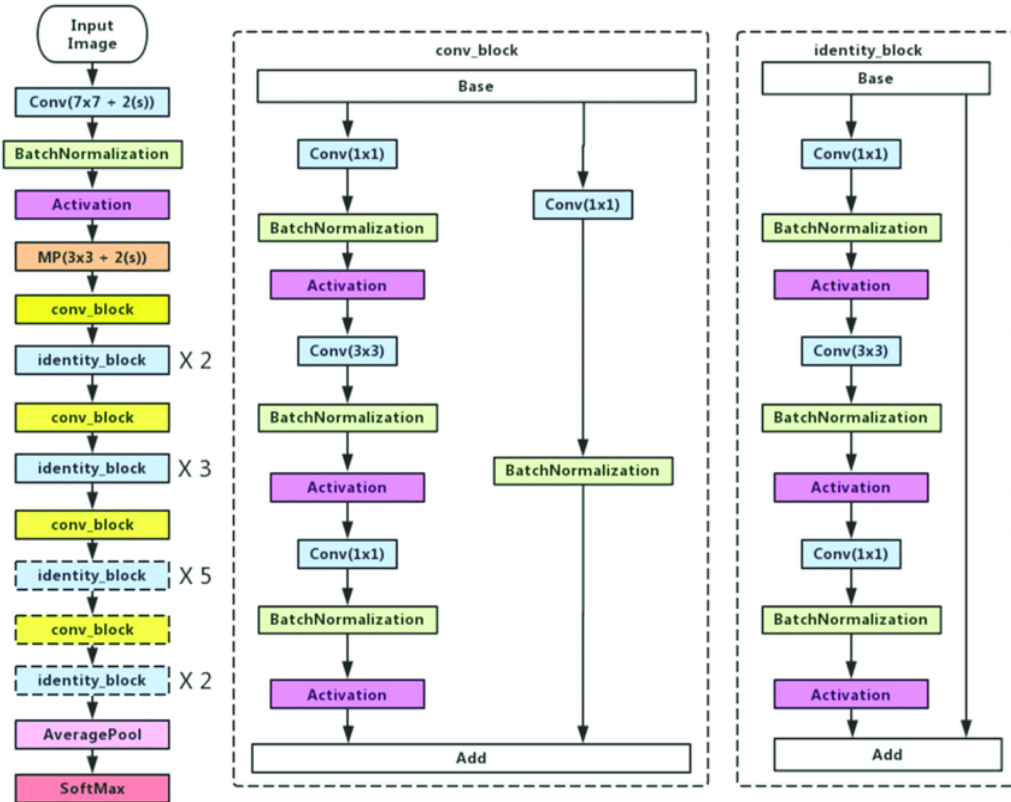 Input
Image
Conv(7x7 + 2(s))
BatchNormalization
Activation
MP(3x3 + 2(s))
conv_block
identity_block X 2
conv_block
identity_block X 3
conv_block
identity_block X 5
conv_block
identity_block X 2
AveragePool
SoftMax
conv_block
Base
Conv(1x1)
BatchNormalization
Activation
Conv(3x3)
BatchNormalization
Activation
Conv(1x1)
BatchNormalization
Activation
Conv(1x1)
BatchNormalization
Add
identity_block
Base
Conv(1x1)
BatchNormalization
Activation
Conv(3x3)
BatchNormalization
Activation
Conv(1x1)
BatchNormalization
Activation
Add